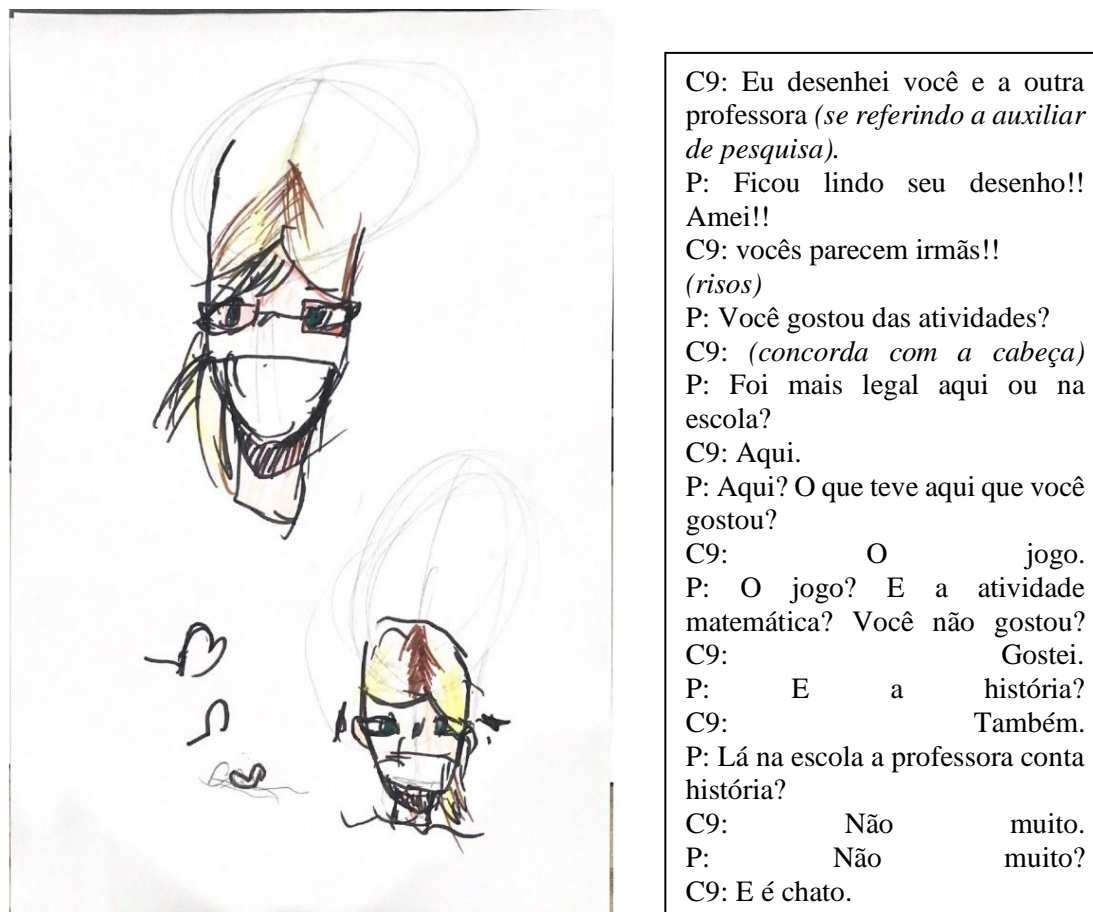 C9: Eu desenhei você e a outra
professora (se referindo a auxiliar
de pesquisa).
P: Ficou lindo seu desenho!!
Amei!!
C9: vocês parecem irmãs!!
(risos)
P: Você gostou das atividades?
C9: (concorda com a cabeça)
P: Foi mais legal aqui ou na
escola?
C9: Aqui.
P: Aqui? O que teve aqui que você
gostou?
C9: O jogo.
P: O jogo? E a atividade
matemática? Você não gostou?
C9: Gostei.
P: E a história?
C9: Também.
P: Lá na escola a professora conta
história?
C9: Não muito.
P: Não muito?
C9: E é chato.